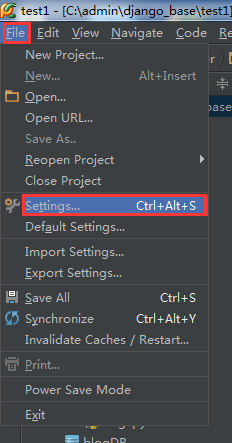 test1 - [C:\admin\django_base\test1]
File Edit View Navigate Code
New Project...
New... Alt+Insert
Open...
Open URL...
Save As..
Reopen Project
Close Project
base
Settings... Ctrl+Alt+S
Default Settings...
Import Settings...
Export Settings...
Save All Ctrl+S
Synchronize Ctrl+Alt+Y
Invalidate Caches / Restart...
Print...
Power Save Mode
Exit
blogDB